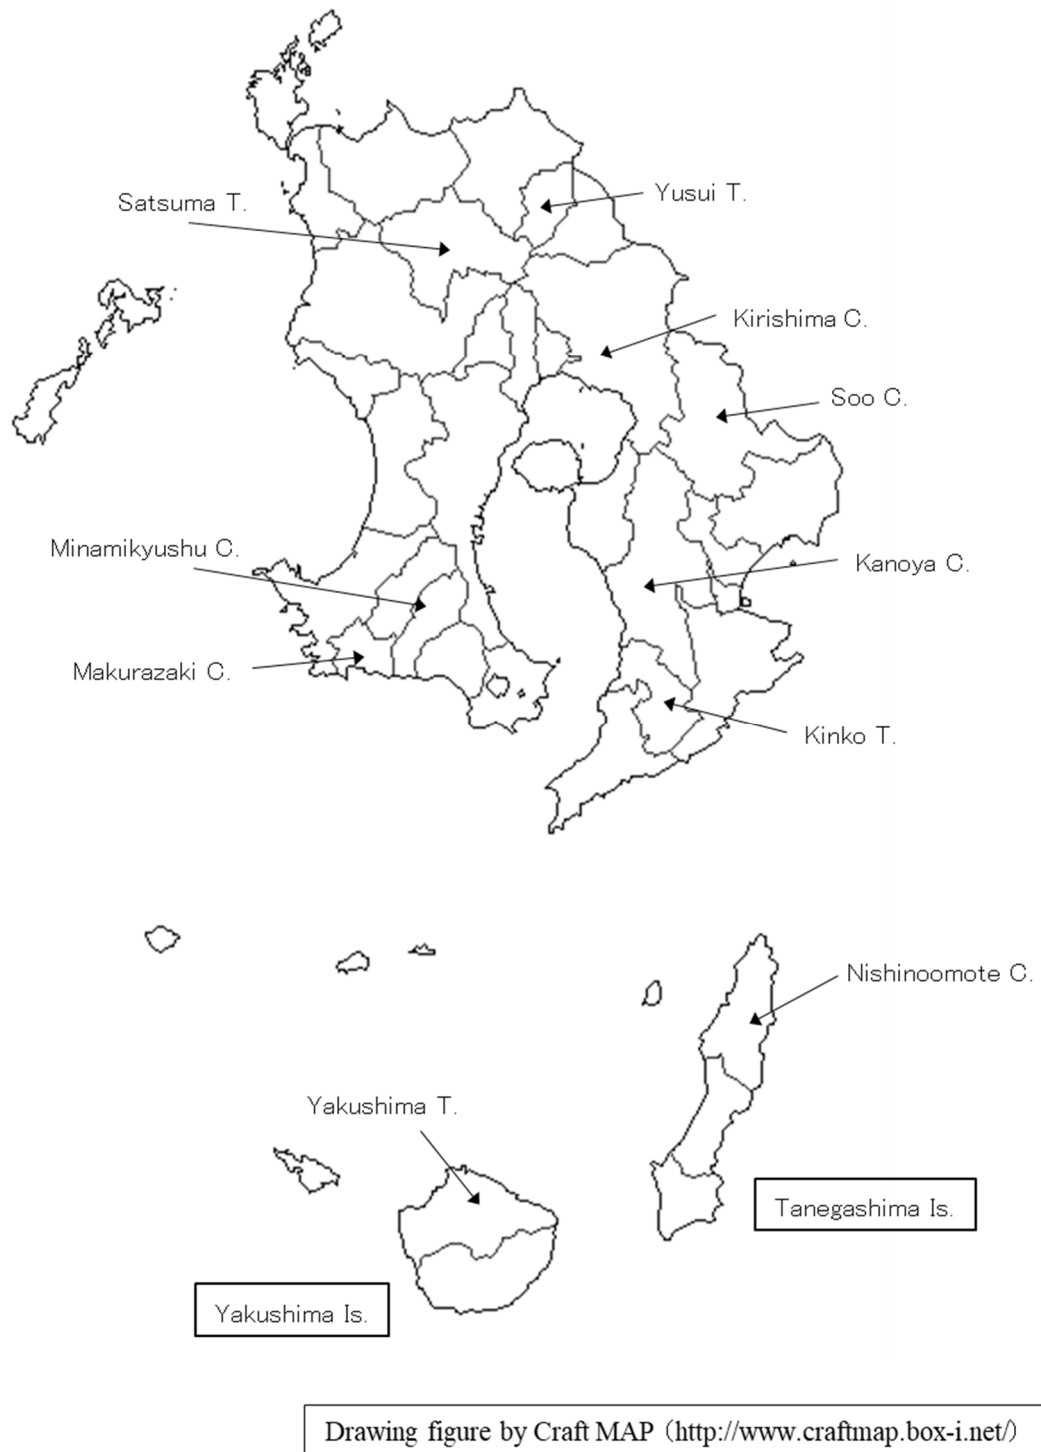 Satsuma T.
Yusui T.
Kirishima C.
Soo C.
Minamikyushu C.
Kanoya C.
Makurazaki C.
Kinko T.
Nishinoomote C.
Yakushima T.
Tanegashima Is.
Yakushima Is.
Drawing figure by Craft MAP（http://www.craftmap.box-i.net/）